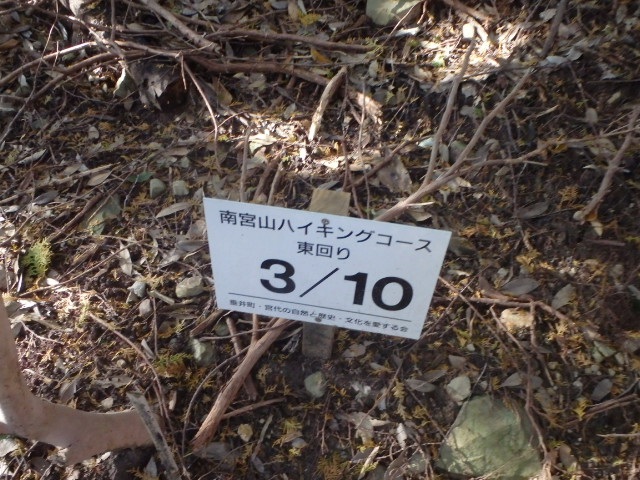 南宮山ハイキングコース
東回り
3/10
垂井町・宮代の自然と歴史・文化を愛する会